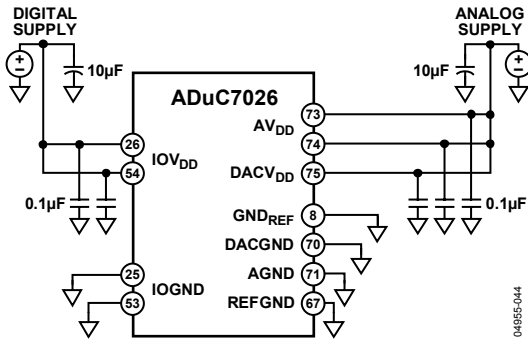 DIGITAL
SUPPLY
ANALOG
SUPPLY
10µF
10µF
ADuC7026
73
AVDD
26
74
IOVDD
54
DACVDD
75
0.1µF
0.1µF
GNDREF
8
DACGND
70
25
AGND
71
IOGND
53
REFGND
67
04955-044